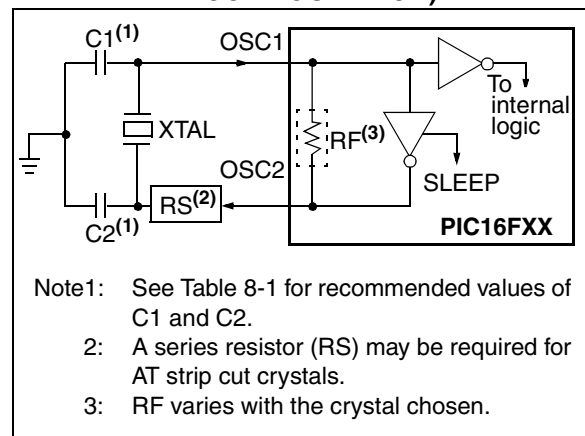 C1(1)
OSC1
To
internal
logic
XTAL
RF(3)
OSC2
SLEEP
RS(2)
C2(1)
PIC16FXX
Note1: See Table 8-1 for recommended values of
C1 and C2.
2: A series resistor (RS) may be required for
AT strip cut crystals.
3: RF varies with the crystal chosen.